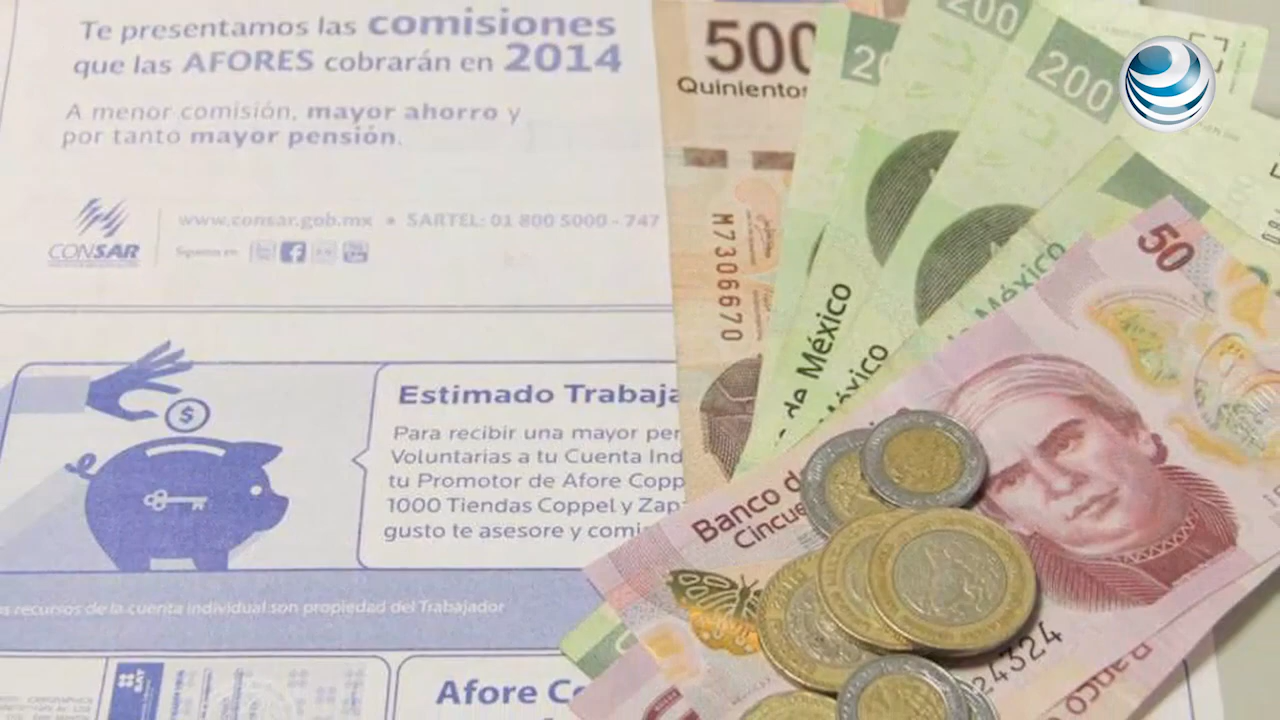 Te presentamos las comisiones
que las AFORES cobrarán en 2014
A menor comisión, mayor ahorro y
por tanto mayor pensión.
CONSAR
www.consar.gob.mx • SARTEL: 01 800 5000 - 747
Síguenos en
$
Estimado Trabaja
Para recibir una mayor pen
Voluntarias a tu Cuenta Ind
tu Promotor de Afore Copp
1000 Tiendas Coppel y Zap
gusto te asesore y comi
recursos de la cuenta individual son propiedad del Trabajador
SAT
Afore Co
500
Quinientos
M7306670
20
200
200
de México
México
de México
50
Banco d
Cincue
24324
Banco